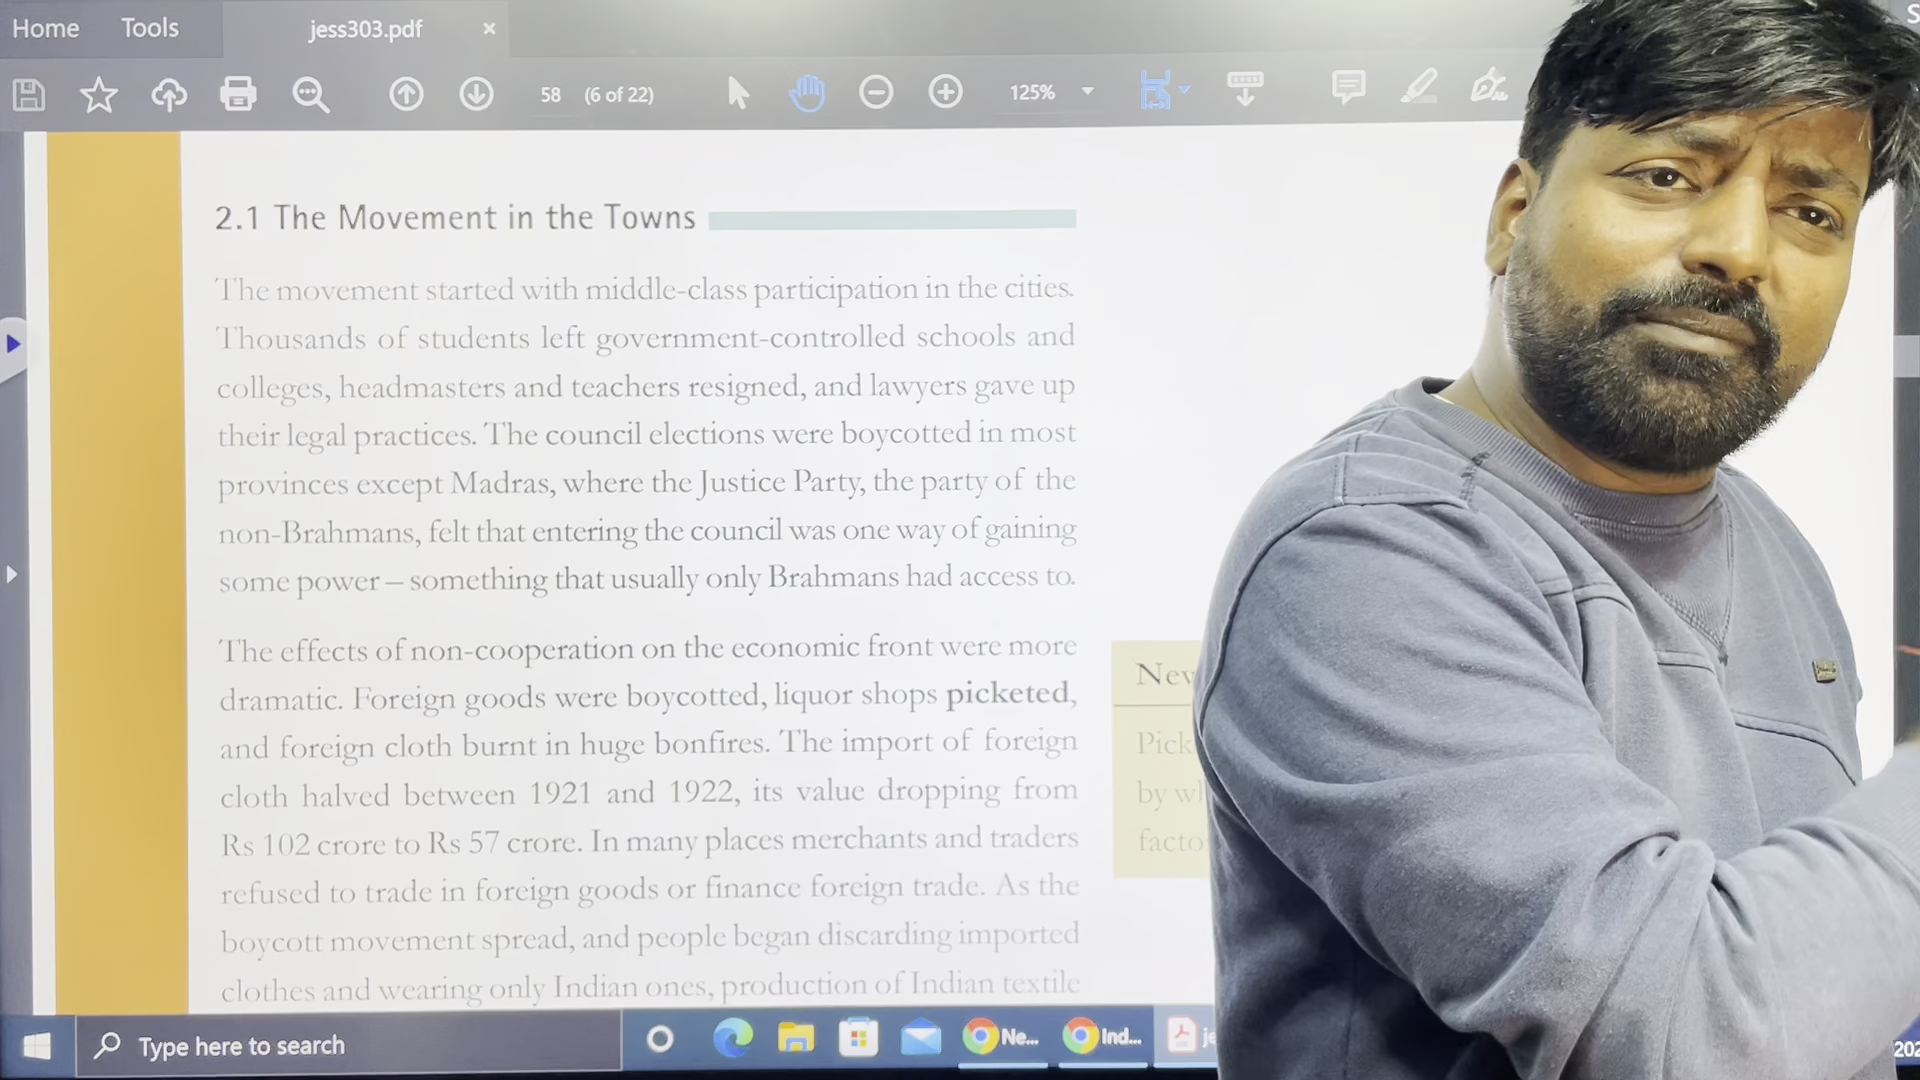 Home Tools jess303.pdf ×
58 (6 of 22) 125%
2.1 The Movement in the Towns
The movement started with middle-class participation in the cities.
Thousands of students left government-controlled schools and
colleges, headmasters and teachers resigned, and lawyers gave up
their legal practices. The council elections were boycotted in most
provinces except Madras, where the Justice Party, the party of the
non-Brahmans, felt that entering the council was one way of gaining
some power – something that usually only Brahmans had access to.
The effects of non-cooperation on the economic front were more
dramatic. Foreign goods were boycotted, liquor shops picketed,
and foreign cloth burnt in huge bonfires. The import of foreign
cloth halved between 1921 and 1922, its value dropping from
Rs 102 crore to Rs 57 crore. In many places merchants and traders
refused to trade in foreign goods or finance foreign trade. As the
boycott movement spread, and people began discarding imported
clothes and wearing only Indian ones, production of Indian textile
New
Pick
by
facto
Type here to search
Ne...
Ind...
je
202